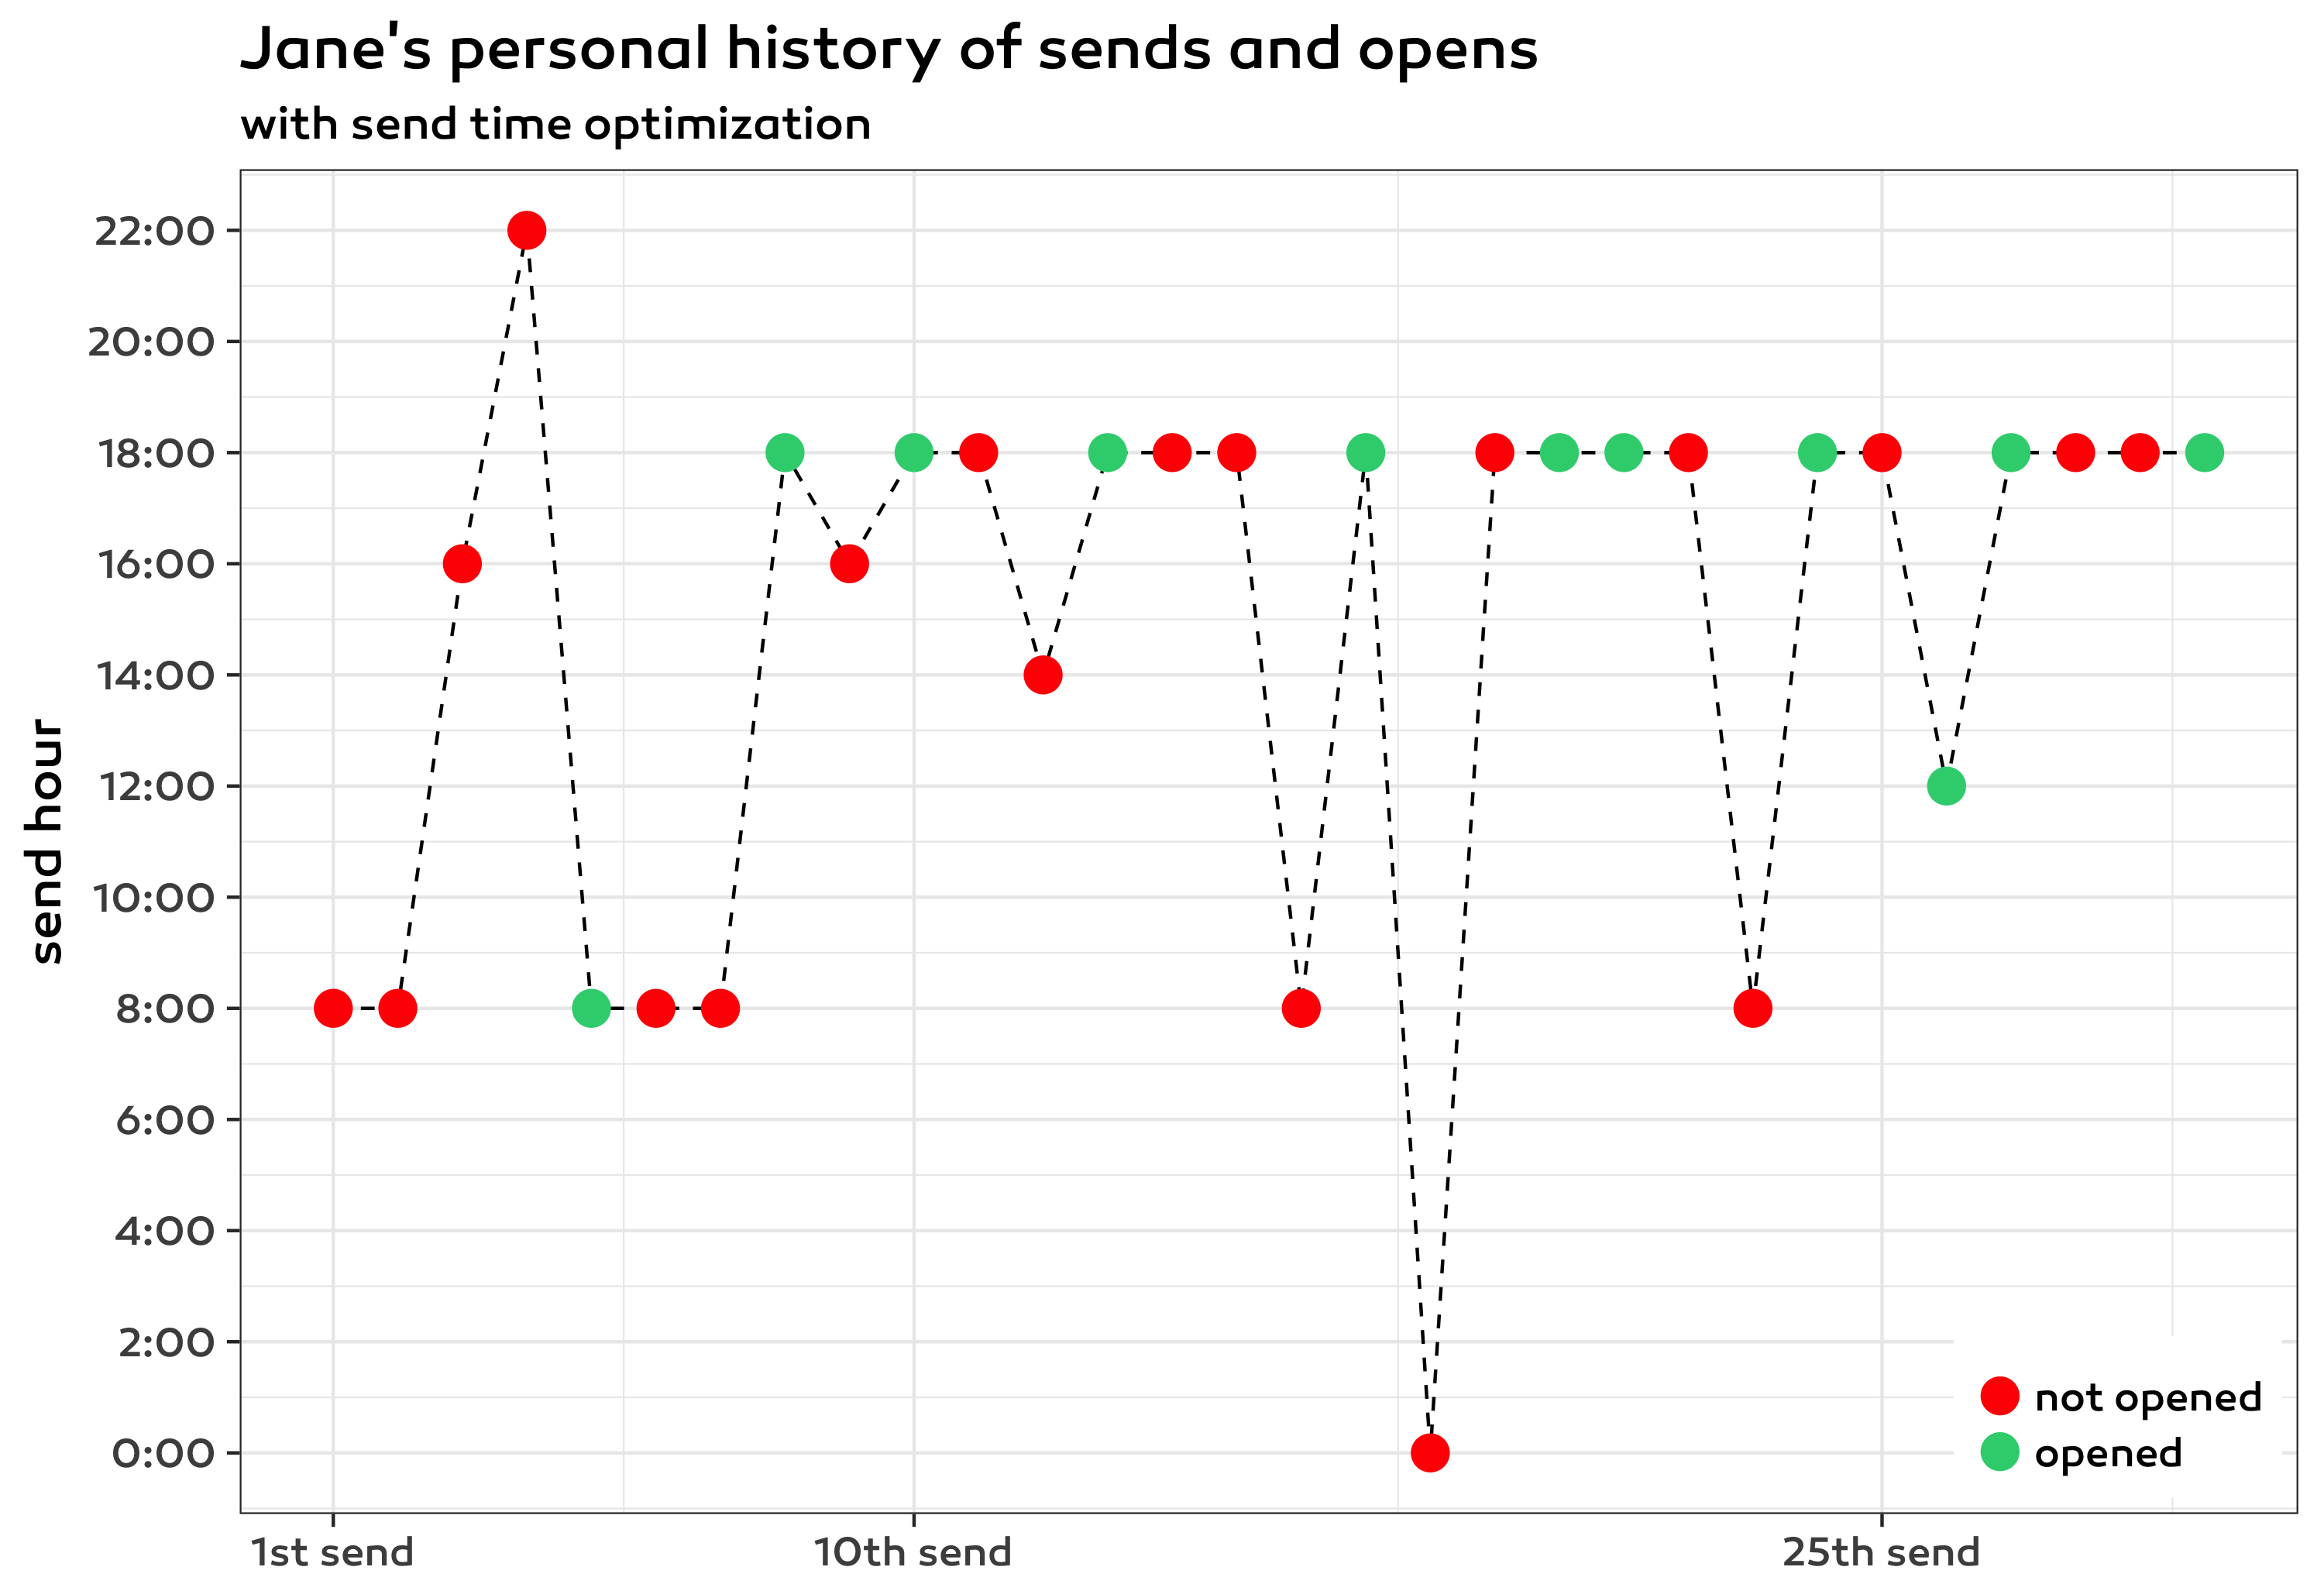 Jane's personal history of sends and opens
with send time optimization
send hour
22:00
20:00
18:00
16:00
14:00
12:00
10:00
8:00
6:00
4:00
2:00
0:00
not opened
opened
1st send
10th send
25th send